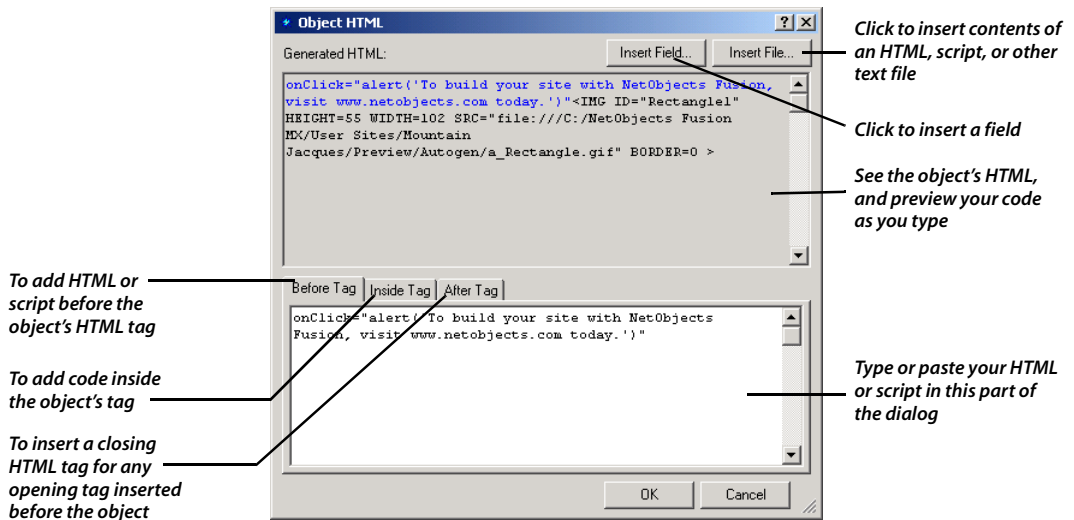 Object HTML
Generated HTML:
Insert Field...
Insert File...
onClick="alert('To build your site with NetObjects Fusion,
visit www.netobjects.com today.')"<IMG ID="Rectangle1"
HEIGHT=55 WIDTH=102 SRC="file:///C:/NetObjects Fusion
MX/User Sites/Mountain
Jacques/Preview/Autogen/a_Rectangle.gif" BORDER=0 >
Click to insert contents of
an HTML, script, or other
text file
Click to insert a field
See the object's HTML,
and preview your code
as you type
To add HTML or
script before the
object's HTML tag
To add code inside
the object's tag
To insert a closing
HTML tag for any
opening tag inserted
before the object
Before Tag
Inside Tag
After Tag
onClick="alert('To build your site with NetObjects
Fusion, visit www.netobjects.com today.')"
Type or paste your HTML
or script in this part of
the dialog
OK
Cancel